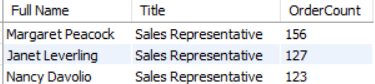 Full Name Title OrderCount
Margaret Peacock Sales Representative 156
Janet Leverling Sales Representative 127
Nancy Davolio Sales Representative 123